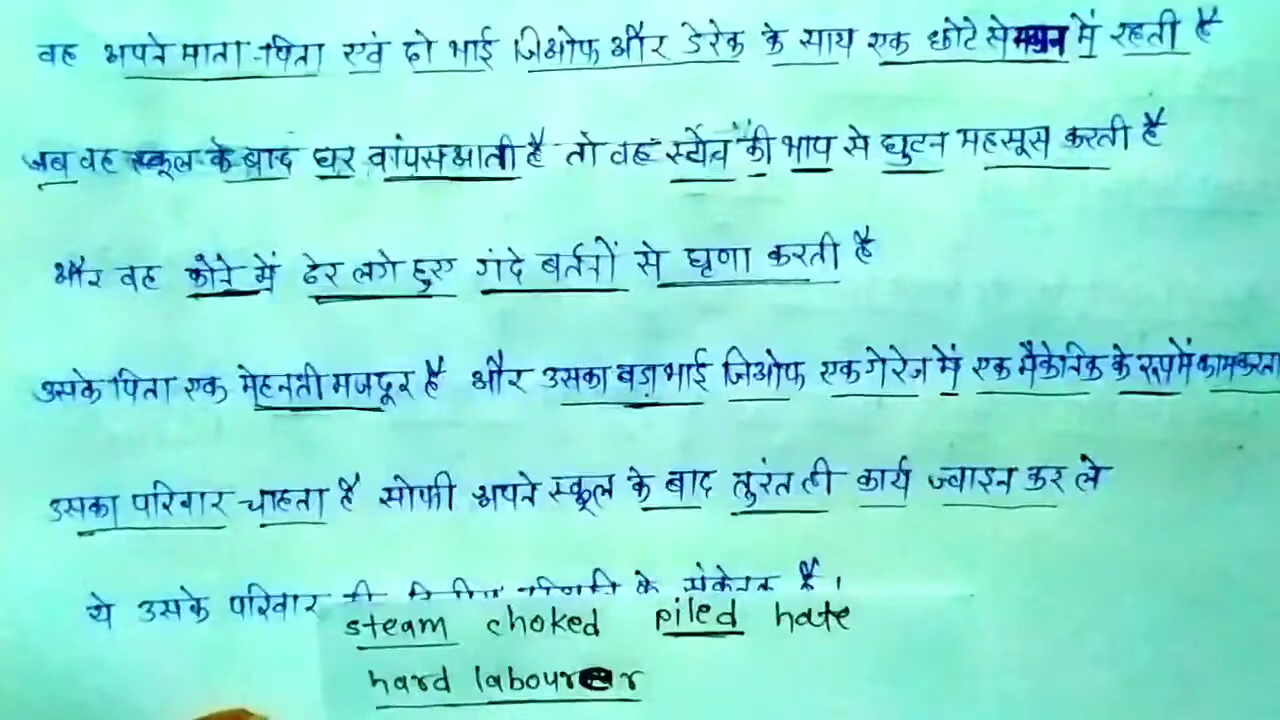 वह अपने माता-पिता एवं दो भाई जिओफ और डेरेक के साथ एक छोटे से मकान में रहती है
जब वह स्कूल के बाद घर वांपस आती है तो वह स्टोव की भाप से घुटन महसूस करती है
और वह कोने में ढेर लगे हुए गंदे बर्तनों से घृणा करती है
उसके पिता एक मेहनती मजदूर है और उसका बड़ा भाई जिओफ एक गेरेज में एक मैकेनिक के रूप में काम करता
उसका परिवार चाहता है सोफी अपने स्कूल के बाद तुरंत ही कार्य ज्वाइन कर ले
ये उसके परिवार के संकेतक है।
steam choked piled hate
hard labourer